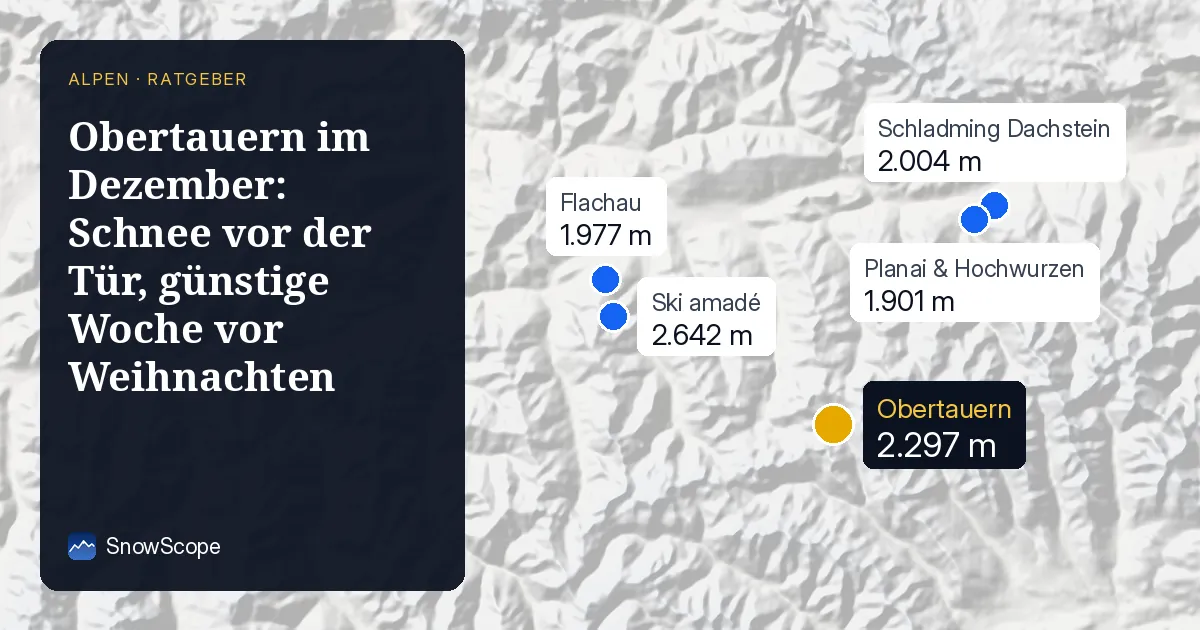 ALPEN · RATGEBER
Obertauern im
Dezember:
Schnee vor der
Tür, günstige
Woche vor
Weihnachten
SnowScope
Flachau
1.977 m
Ski amadé
2.642 m
Schladming Dachstein
2.004 m
Planai & Hochwurzen
1.901 m
Obertauern
2.297 m